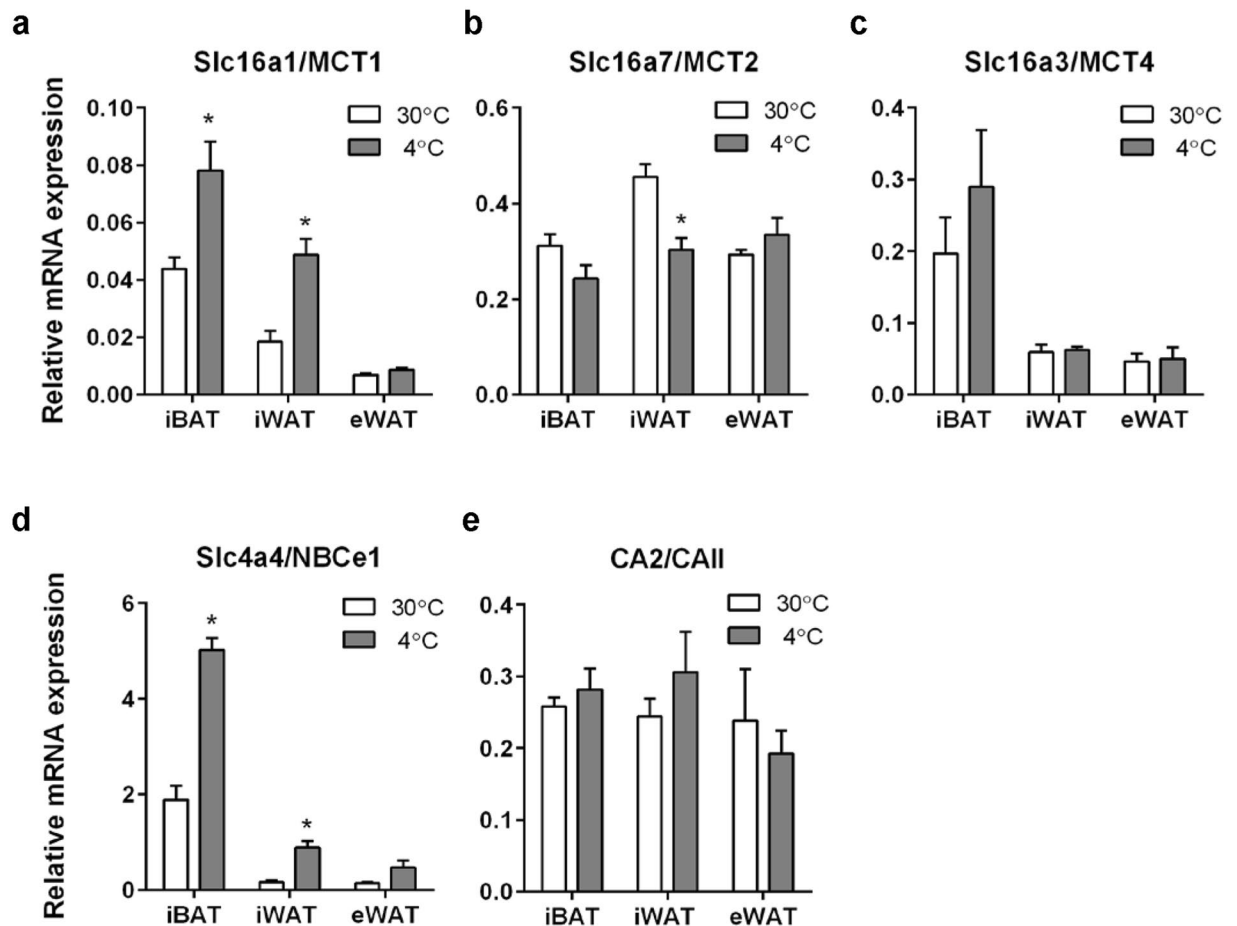 a
Slc16a1/MCT1
Relative mRNA expression
0.10
0.08
0.06
0.04
0.02
0.00
30°C
4°C
*
*
iBAT iWAT eWAT
b
Slc16a7/MCT2
0.6
0.4
0.2
0.0
30°C
4°C
*
iBAT iWAT eWAT
c
Slc16a3/MCT4
0.4
0.3
0.2
0.1
0.0
30°C
4°C
iBAT iWAT eWAT
d
Slc4a4/NBCe1
Relative mRNA expression
6
4
2
0
30°C
4°C
*
*
iBAT iWAT eWAT
e
CA2/CAII
0.4
0.3
0.2
0.1
0.0
30°C
4°C
iBAT iWAT eWAT